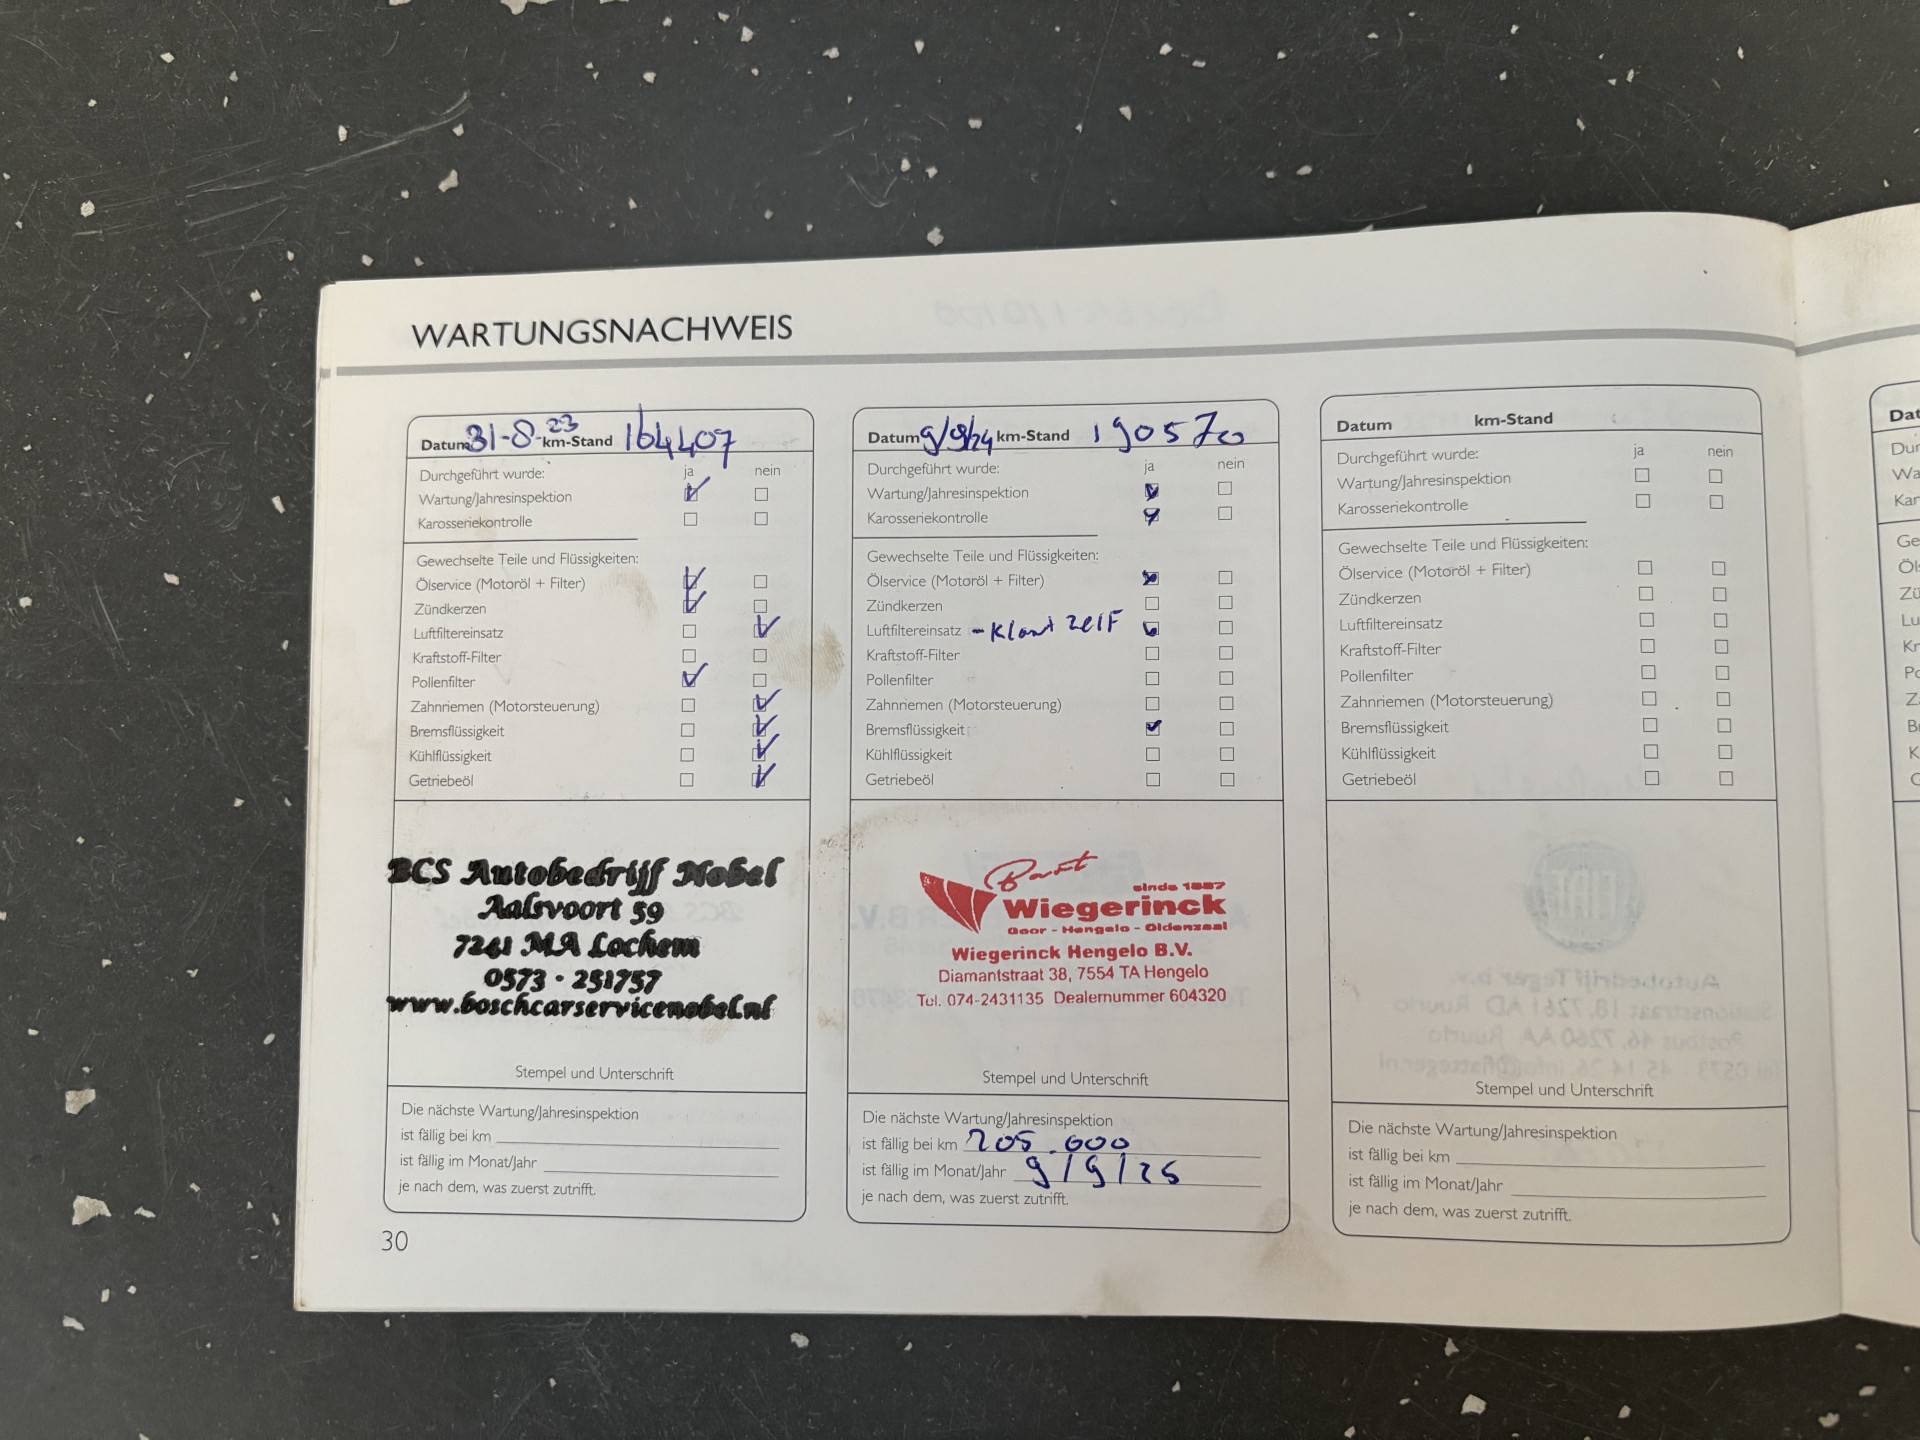 WARTUNGSNACHWEIS
Datum 31-8-23 km-Stand 164407
Durchgeführt wurde: ja nein
Wartung/Jahresinspektion
Karosseriekontrolle
Gewechselte Teile und Flüssigkeiten:
Ölservice (Motoröl + Filter)
Zündkerzen
Luftfiltereinsatz
Kraftstoff-Filter
Pollenfilter
Zahnriemen (Motorsteuerung)
Bremsflüssigkeit
Kühlflüssigkeit
Getriebeöl
BCS Autobedrijf Nobel
Aalsvoort 59
7241 MA Lochem
0573 - 251757
www.boschcarservicenobel.nl
Stempel und Unterschrift
Die nächste Wartung/Jahresinspektion
ist fällig bei km
ist fällig im Monat/Jahr
je nach dem, was zuerst zutrifft.
30
Datum 9/9/24 km-Stand 190570
Durchgeführt wurde: ja nein
Wartung/Jahresinspektion
Karosseriekontrolle
Gewechselte Teile und Flüssigkeiten:
Ölservice (Motoröl + Filter)
Zündkerzen
Luftfiltereinsatz - Klant zelf
Kraftstoff-Filter
Pollenfilter
Zahnriemen (Motorsteuerung)
Bremsflüssigkeit
Kühlflüssigkeit
Getriebeöl
Bart
sinds 1887
Wiegerinck
Goor - Hengelo - Oldenzaal
Wiegerinck Hengelo B.V.
Diamantstraat 38, 7554 TA Hengelo
Tel. 074-2431135 Dealernummer 604320
Stempel und Unterschrift
Die nächste Wartung/Jahresinspektion
ist fällig bei km 205.000
ist fällig im Monat/Jahr 9/9/25
je nach dem, was zuerst zutrifft.
Datum km-Stand
Durchgeführt wurde: ja nein
Wartung/Jahresinspektion
Karosseriekontrolle
Gewechselte Teile und Flüssigkeiten:
Ölservice (Motoröl + Filter)
Zündkerzen
Luftfiltereinsatz
Kraftstoff-Filter
Pollenfilter
Zahnriemen (Motorsteuerung)
Bremsflüssigkeit
Kühlflüssigkeit
Getriebeöl
Stempel und Unterschrift
Die nächste Wartung/Jahresinspektion
ist fällig bei km
ist fällig im Monat/Jahr
je nach dem, was zuerst zutrifft.